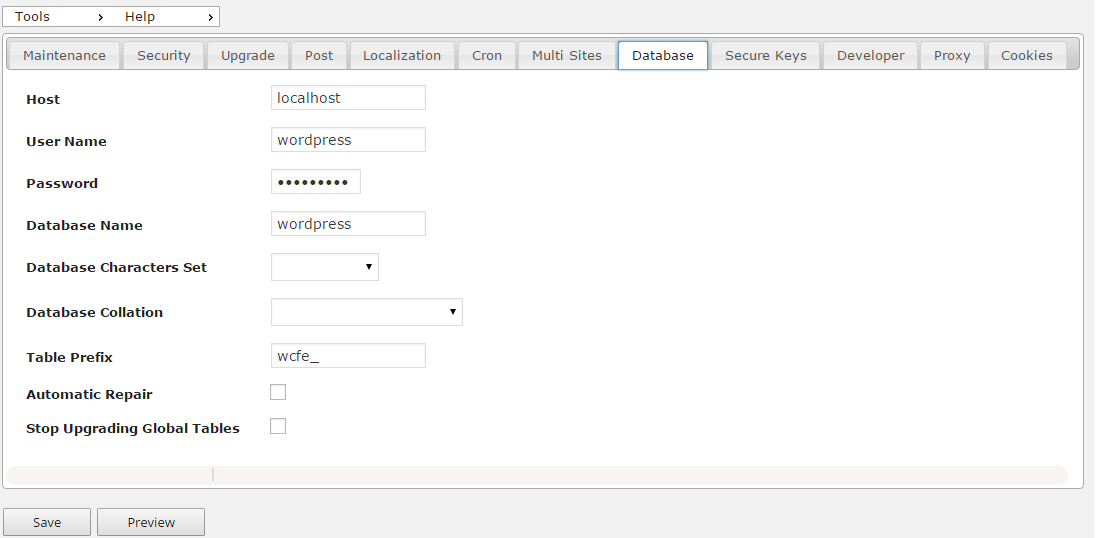 Tools Help
Maintenance Security Upgrade Post Localization Cron Multi Sites Database Secure Keys Developer Proxy Cookies
Host localhost
User Name wordpress
Password •••••••••
Database Name wordpress
Database Characters Set
Database Collation
Table Prefix wcfe_
Automatic Repair
Stop Upgrading Global Tables
Save Preview